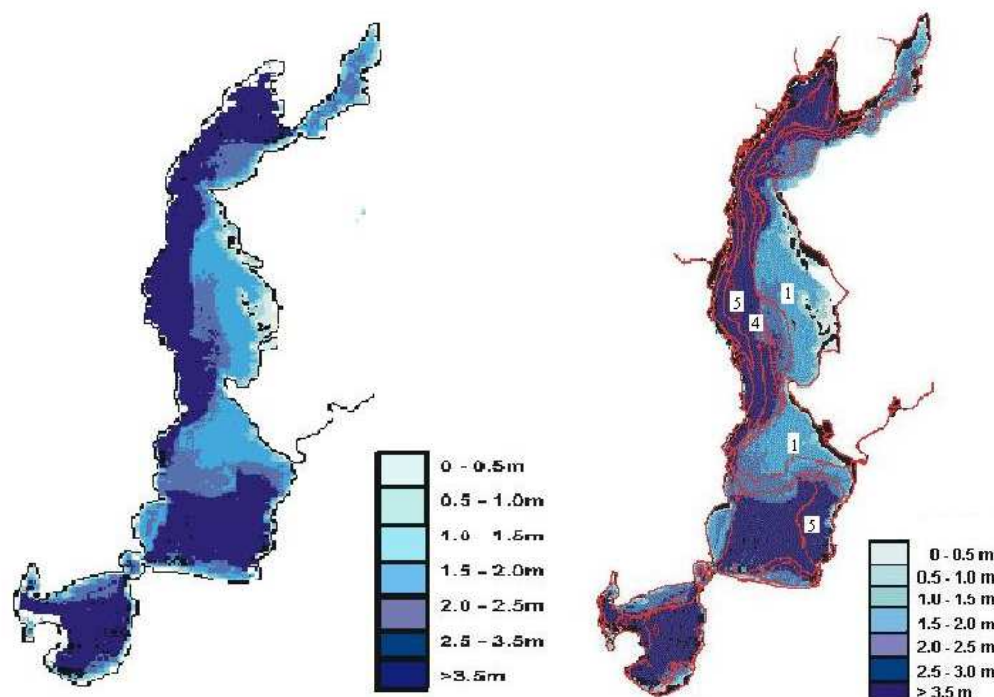 0 - 0.5m
0.5 - 1.0m
1.0 - 1.5m
1.5 - 2.0m
2.0 - 2.5m
2.5 - 3.5m
>3.5m
5
1
4
1
5
0 - 0.5 m
0.5 - 1.0 m
1.0 - 1.5 m
1.5 - 2.0 m
2.0 - 2.5 m
2.5 - 3.0 m
> 3.5 m